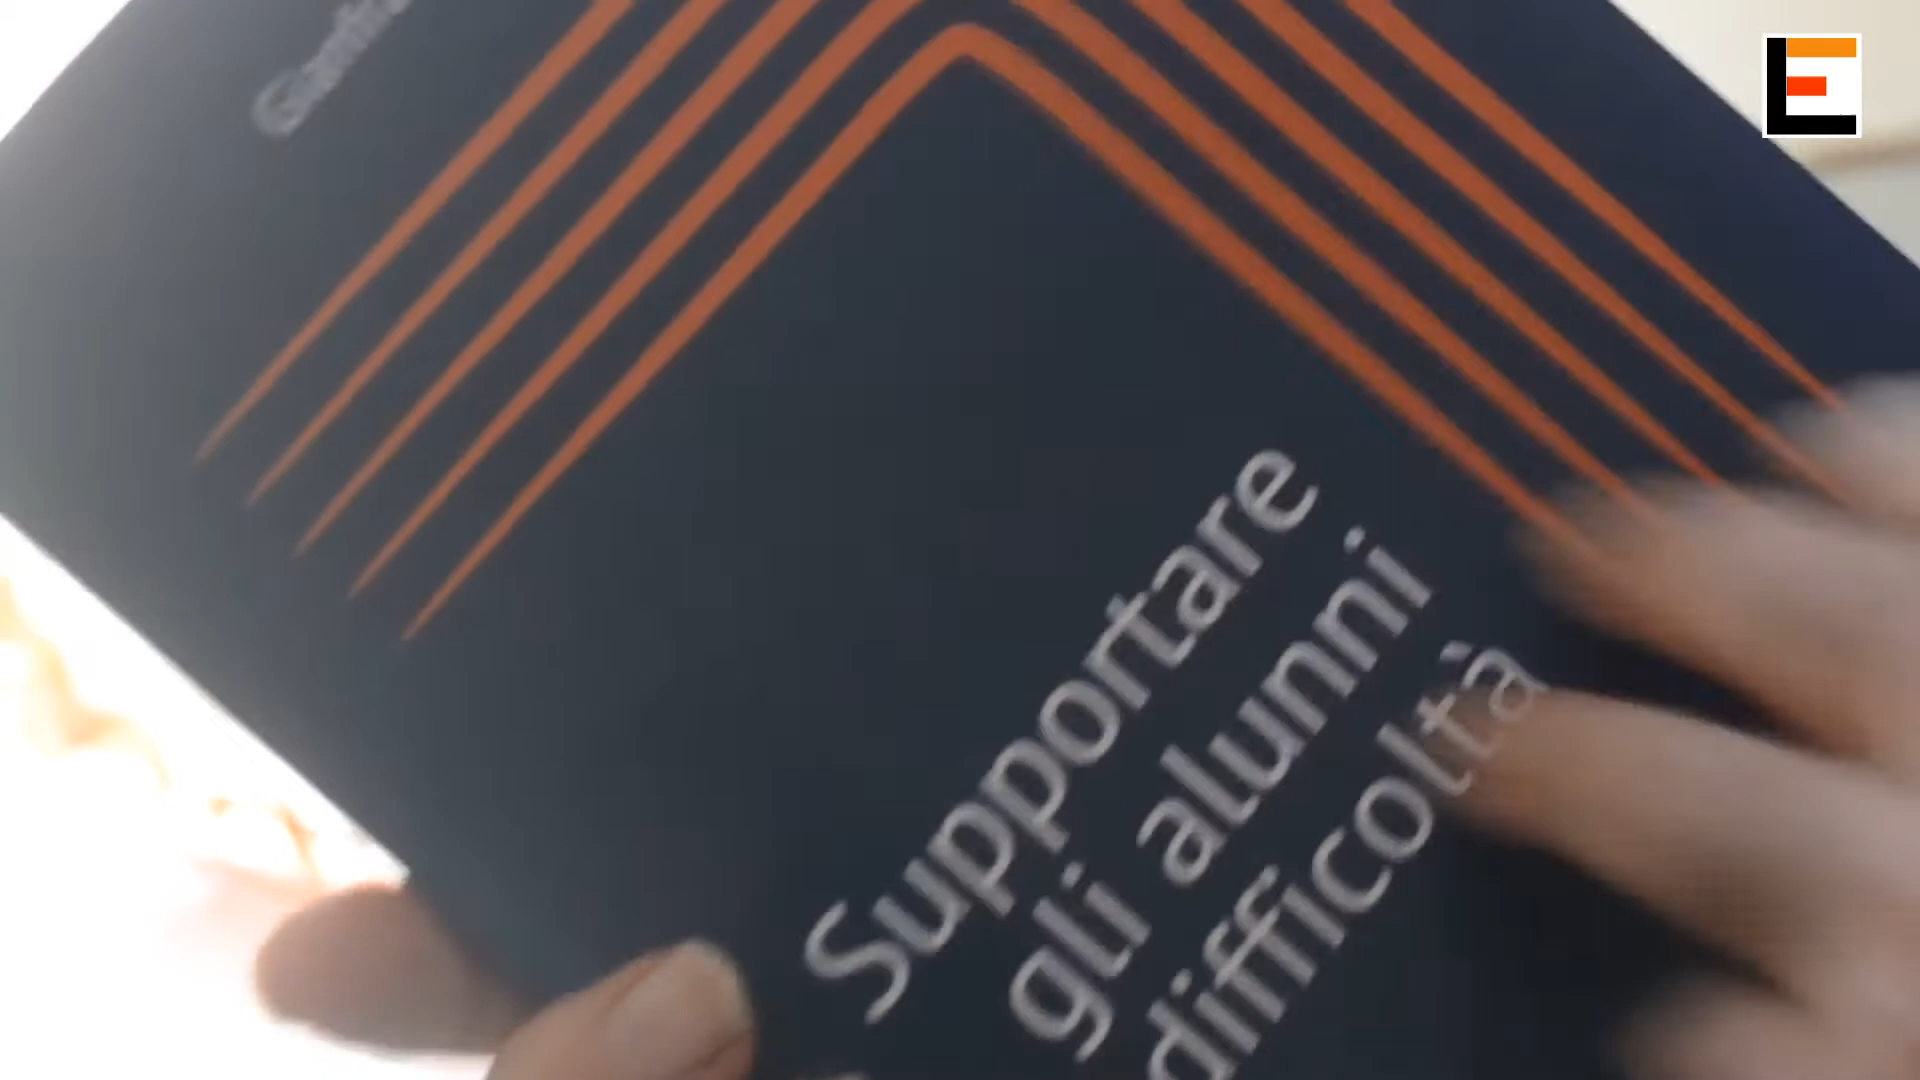 Supportare
gli alunni
difficoltà
E